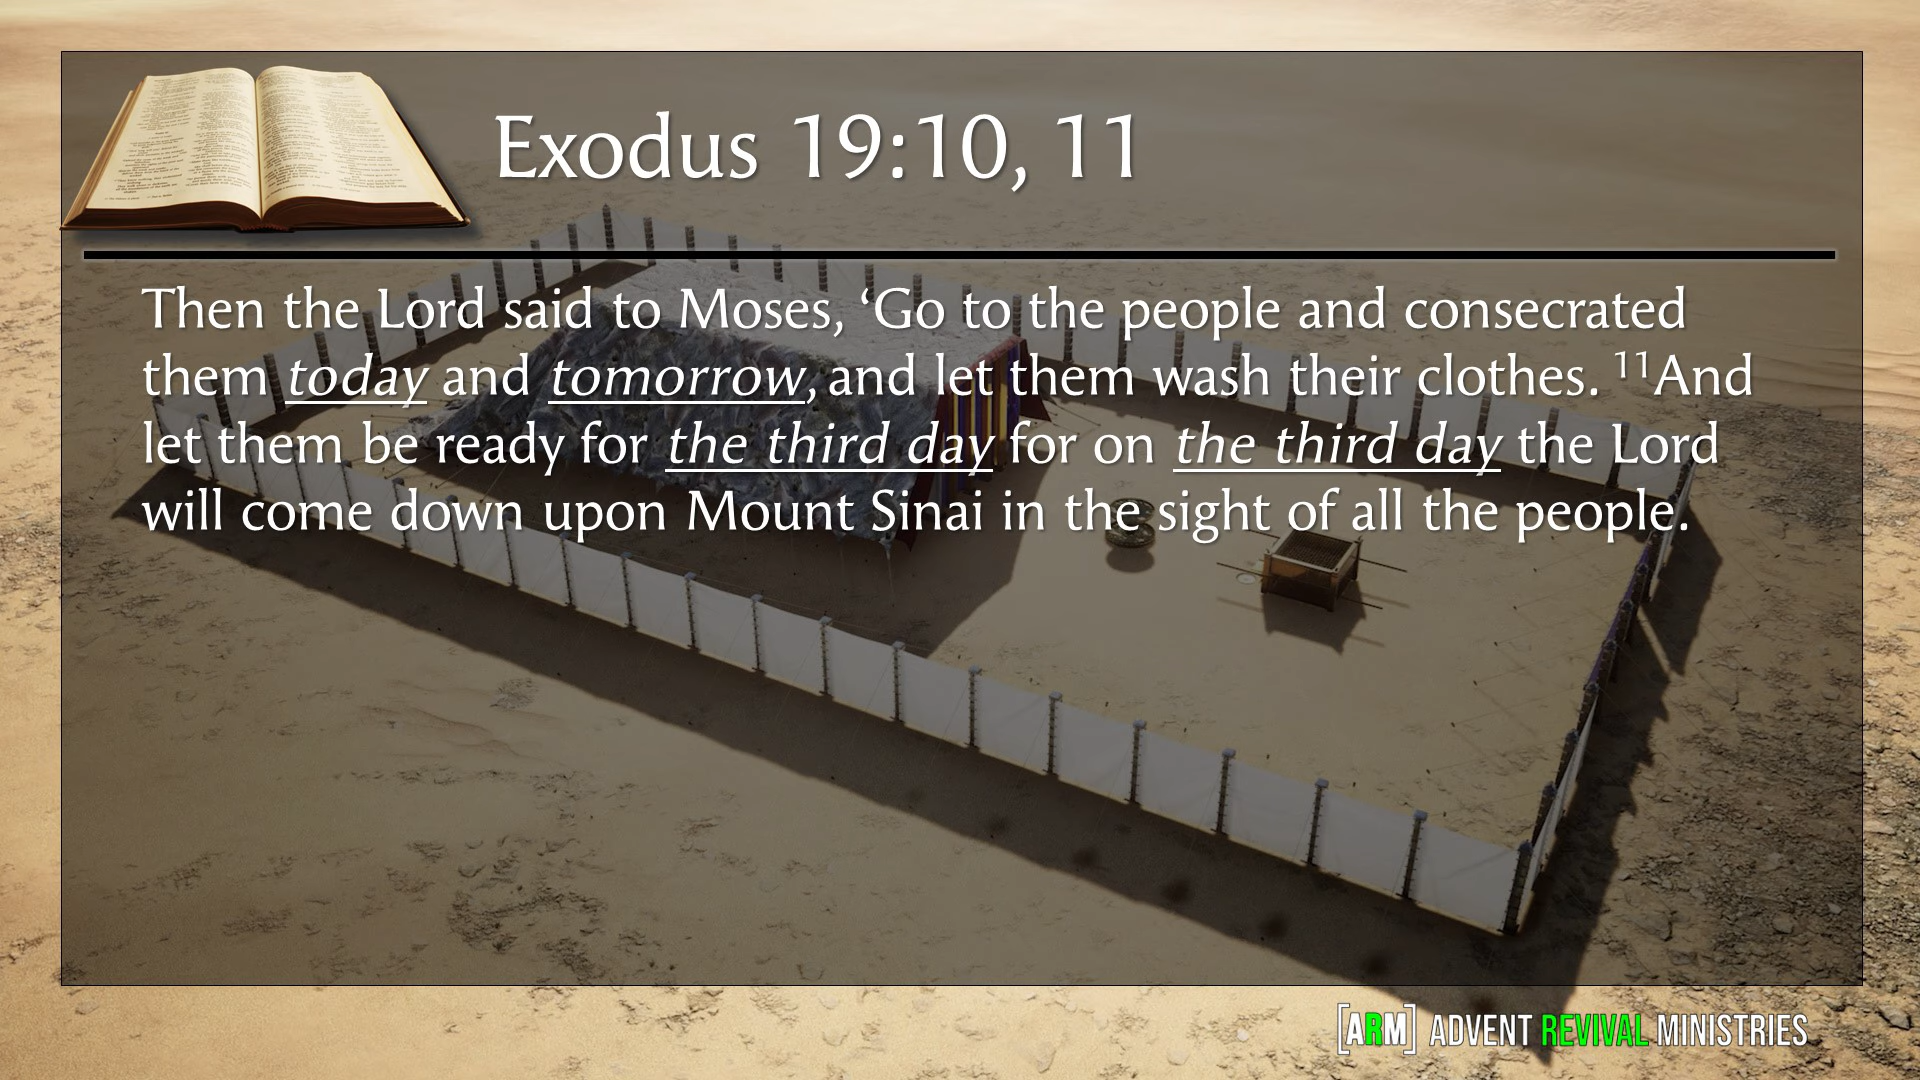 Exodus 19:10, 11
Then the Lord said to Moses, ‘Go to the people and consecrated
them today and tomorrow, and let them wash their clothes. ¹¹And
let them be ready for the third day for on the third day the Lord
will come down upon Mount Sinai in the sight of all the people.
[ARM] ADVENT REVIVAL MINISTRIES